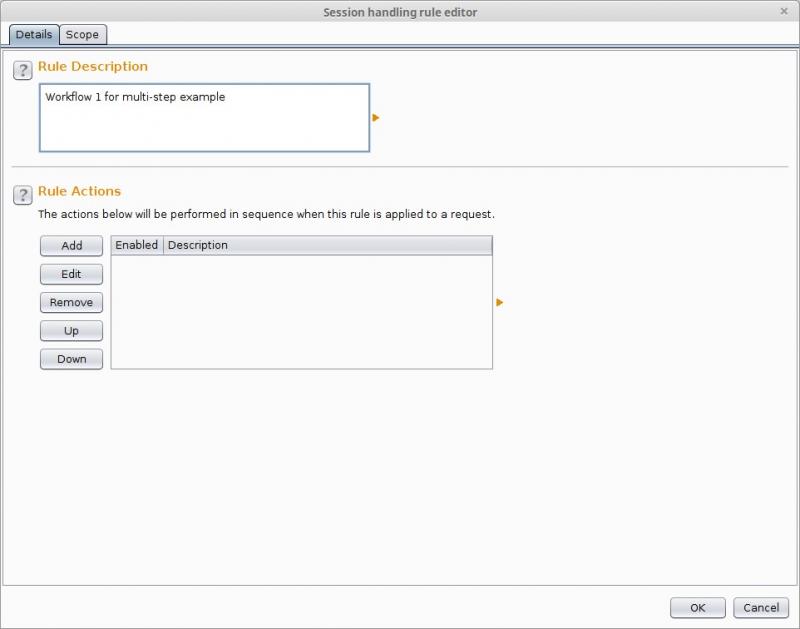 Session handling rule editor
×
Details Scope
? Rule Description
Workflow 1 for multi-step example
? Rule Actions
The actions below will be performed in sequence when this rule is applied to a request.
Add
Enabled Description
Edit
Remove
Up
Down
OK Cancel